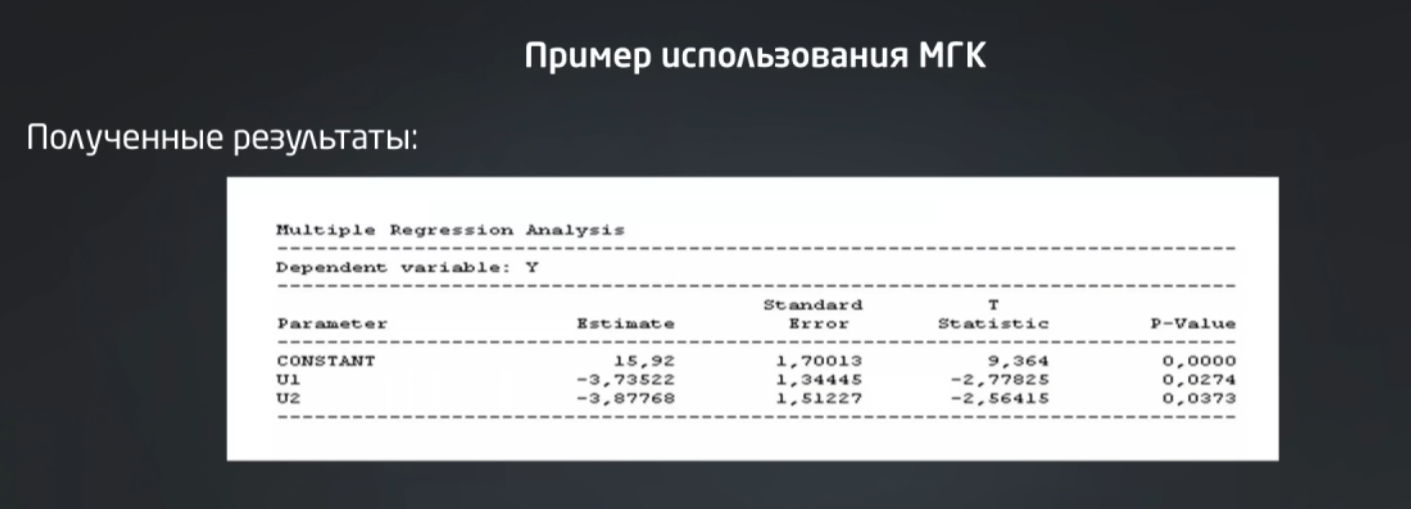 Пример использования МГК
Полученные результаты:
Multiple Regression Analysis
--------------------------------------------------------------------------------
Dependent variable: Y
--------------------------------------------------------------------------------
Standard T
Parameter Estimate Error Statistic P-Value
--------------------------------------------------------------------------------
CONSTANT 15,92 1,70013 9,364 0,0000
U1 -3,73522 1,34445 -2,77825 0,0274
U2 -3,87768 1,51227 -2,56415 0,0373
--------------------------------------------------------------------------------